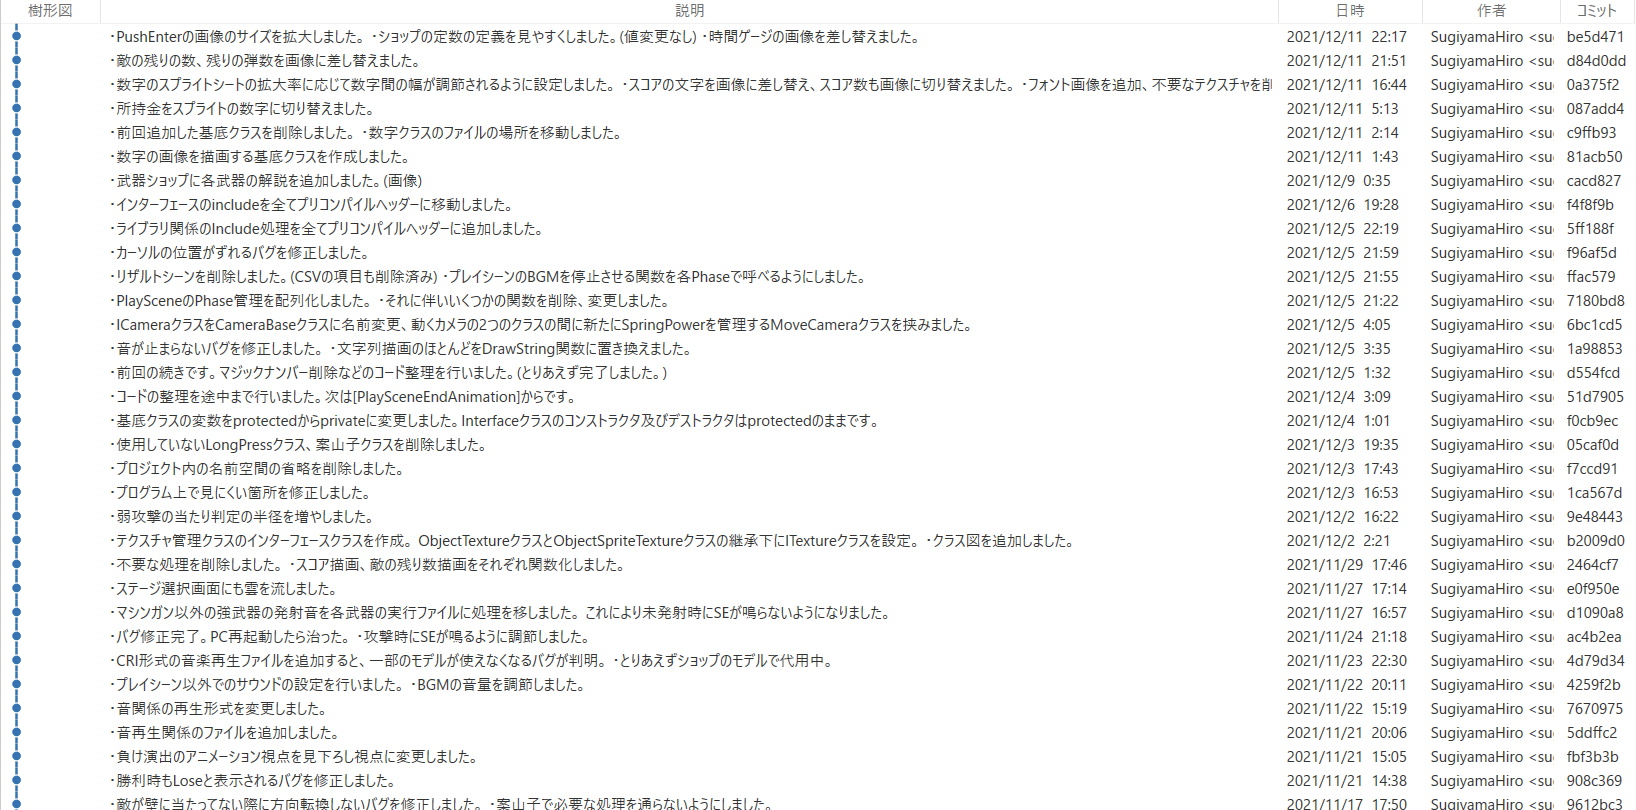 樹形図 説明 日時 作者 コミット
・PushEnterの画像のサイズを拡大しました。 ・ショップの定数の定義を見やすくしました。(値変更なし) ・時間ゲージの画像を差し替えました。 2021/12/11 22:17 SugiyamaHiro <su be5d471
・敵の残りの数、残りの弾数を画像に差し替えました。 2021/12/11 21:51 SugiyamaHiro <su d84d0dd
・数字のスプライトシートの拡大率に応じて数字間の幅が調節されるように設定しました。 ・スコアの文字を画像に差し替え、スコア数も画像に切り替えました。 ・フォント画像を追加、不要なテクスチャを削 2021/12/11 16:44 SugiyamaHiro <su 0a375f2
・所持金をスプライトの数字に切り替えました。 2021/12/11 5:13 SugiyamaHiro <su 087add4
・前回追加した基底クラスを削除しました。 ・数字クラスのファイルの場所を移動しました。 2021/12/11 2:14 SugiyamaHiro <su c9ffb93
・数字の画像を描画する基底クラスを作成しました。 2021/12/11 1:43 SugiyamaHiro <su 81acb50
・武器ショップに各武器の解説を追加しました。(画像) 2021/12/9 0:35 SugiyamaHiro <su cacd827
・インターフェースのincludeを全てプリコンパイルヘッダーに移動しました。 2021/12/6 19:28 SugiyamaHiro <su f4f8f9b
・ライブラリ関係のInclude処理を全てプリコンパイルヘッダーに追加しました。 2021/12/5 22:19 SugiyamaHiro <su 5ff188f
・カーソルの位置がずれるバグを修正しました。 2021/12/5 21:59 SugiyamaHiro <su f96af5d
・リザルトシーンを削除しました。(CSVの項目も削除済み) ・プレイシーンのBGMを停止させる関数を各Phaseで呼べるようにしました。 2021/12/5 21:55 SugiyamaHiro <su ffac579
・PlaySceneのPhase管理を配列化しました。 ・それに伴いいくつかの関数を削除、変更しました。 2021/12/5 21:22 SugiyamaHiro <su 7180bd8
・ICameraクラスをCameraBaseクラスに名前変更、動くカメラの2つのクラスの間に新たにSpringPowerを管理するMoveCameraクラスを挟みました。 2021/12/5 4:05 SugiyamaHiro <su 6bc1cd5
・音が止まらないバグを修正しました。 ・文字列描画のほとんどをDrawString関数に置き換えました。 2021/12/5 3:35 SugiyamaHiro <su 1a98853
・前回の続きです。マジックナンバー削除などのコード整理を行いました。(とりあえず完了しました。) 2021/12/5 1:32 SugiyamaHiro <su d554fcd
・コードの整理を途中まで行いました。次は[PlaySceneEndAnimation]からです。 2021/12/4 3:09 SugiyamaHiro <su 51d7905
・基底クラスの変数をprotectedからprivateに変更しました。Interfaceクラスのコンストラクタ及びデストラクタはprotectedのままです。 2021/12/4 1:01 SugiyamaHiro <su f0cb9ec
・使用していないLongPressクラス、案山子クラスを削除しました。 2021/12/3 19:35 SugiyamaHiro <su 05caf0d
・プロジェクト内の名前空間の省略を削除しました。 2021/12/3 17:43 SugiyamaHiro <su f7ccd91
・プログラム上で見にくい箇所を修正しました。 2021/12/3 16:53 SugiyamaHiro <su 1ca567d
・弱攻撃の当たり判定の半径を増やしました。 2021/12/2 16:22 SugiyamaHiro <su 9e48443
・テクスチャ管理クラスのインターフェースクラスを作成。 ObjectTextureクラスとObjectSpriteTextureクラスの継承下にITextureクラスを設定。 ・クラス図を追加しました。 2021/12/2 2:21 SugiyamaHiro <su b2009d0
・不要な処理を削除しました。 ・スコア描画、敵の残り数描画をそれぞれ関数化しました。 2021/11/29 17:46 SugiyamaHiro <su 2464cf7
・ステージ選択画面にも雲を流しました。 2021/11/27 17:14 SugiyamaHiro <su e0f950e
・マシンガン以外の強武器の発射音を各武器の実行ファイルに処理を移しました。これにより未発射時にSEが鳴らないようになりました。 2021/11/27 16:57 SugiyamaHiro <su d1090a8
・バグ修正完了。PC再起動したら治った。 ・攻撃時にSEが鳴るように調節しました。 2021/11/24 21:18 SugiyamaHiro <su ac4b2ea
・CRI形式の音楽再生ファイルを追加すると、一部のモデルが使えなくなるバグが判明。 ・とりあえずショップのモデルで代用中。 2021/11/23 22:30 SugiyamaHiro <su 4d79d34
・プレイシーン以外でのサウンドの設定を行いました。 ・BGMの音量を調節しました。 2021/11/22 20:11 SugiyamaHiro <su 4259f2b
・音関係の再生形式を変更しました。 2021/11/22 15:19 SugiyamaHiro <su 7670975
・音再生関係のファイルを追加しました。 2021/11/21 20:06 SugiyamaHiro <su 5ddffc2
・負け演出のアニメーション視点を見下ろし視点に変更しました。 2021/11/21 15:05 SugiyamaHiro <su fbf3b3b
・勝利時もLoseと表示されるバグを修正しました。 2021/11/21 14:38 SugiyamaHiro <su 908c369
・敵が壁に当たってない際に方向転換しないバグを修正しました。 ・案山子で必要な処理を通らないようにしました。 2021/11/17 17:50 SugiyamaHiro <su 9612bc3